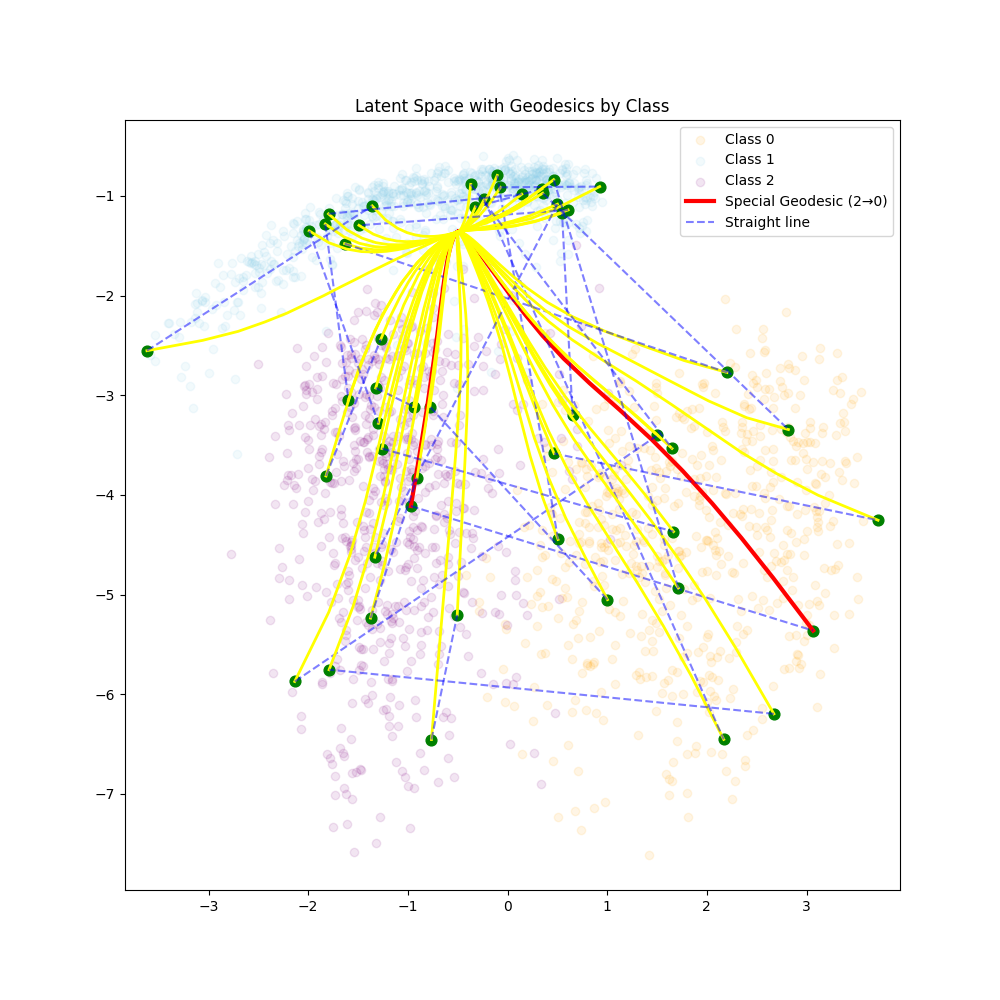 Latent Space with Geodesics by Class
Class 0
Class 1
Class 2
Special Geodesic (2→0)
Straight line
−1
−2
−3
−4
−5
−6
−7
−3
−2
−1
0
1
2
3